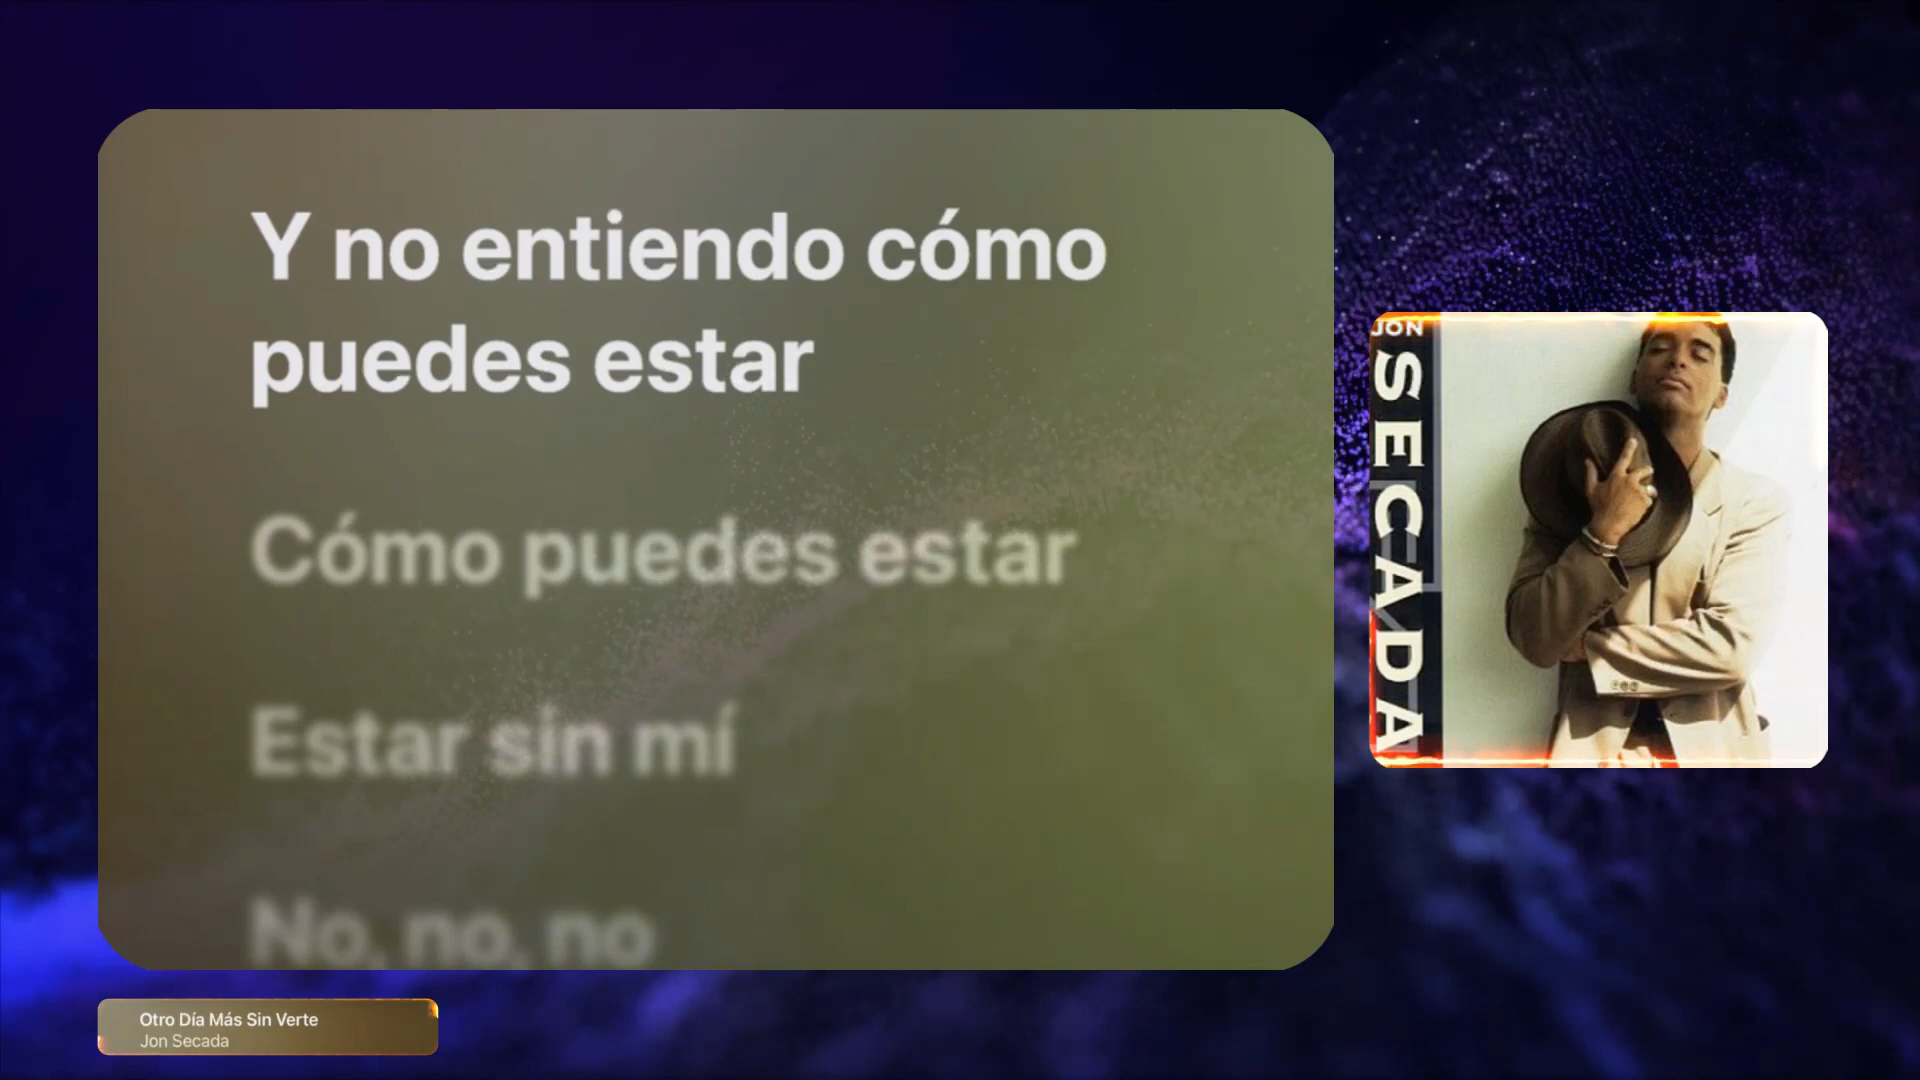 Y no entiendo cómo
puedes estar
Cómo puedes estar
Estar sin mí
No, no, no
JON
SECADA
Otro Día Más Sin Verte
Jon Secada